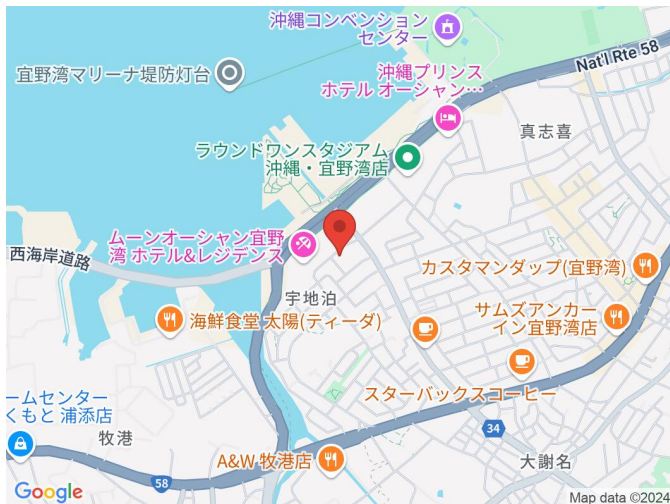 沖縄コンベンション
センター
宜野湾マリーナ堤防灯台
Nat'l Rte 58
沖縄プリンス
ホテル オーシャン…
真志喜
ラウンドワンスタジアム
沖縄・宜野湾店
ムーンオーシャン宜野
湾 ホテル&レジデンス
西海岸道路
カスタマンダップ(宜野湾)
宇地泊
海鮮食堂 太陽(ティーダ)
サムズアンカー
イン宜野湾店
スターバックスコーヒー
ームセンター
くもと 浦添店
34
牧港
A&W 牧港店
大謝名
58
Google
Map data ©2024